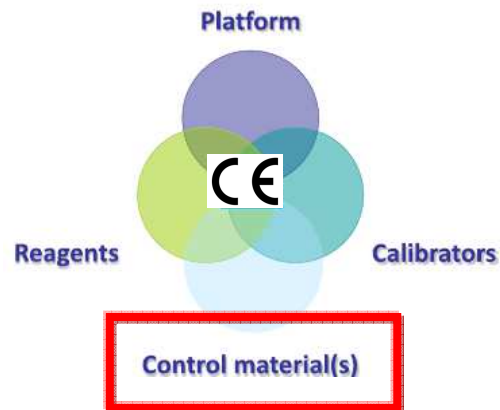 Platform
CE
Reagents
Calibrators
Control material(s)